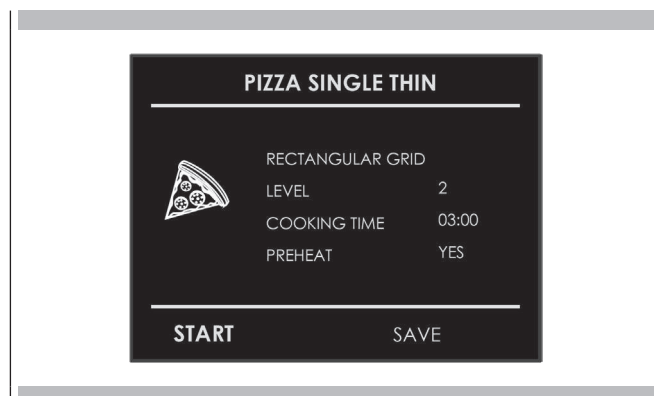 PIZZA SINGLE THIN
RECTANGULAR GRID
LEVEL 2
COOKING TIME 03:00
PREHEAT YES
START SAVE